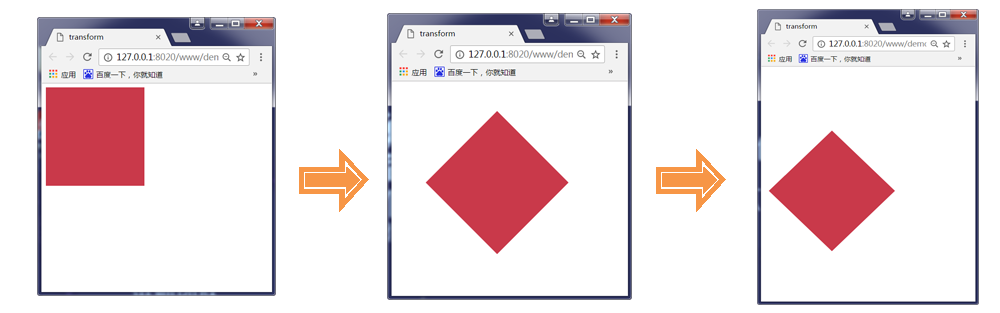 transform
127.0.0.1:8020/www/den
应用 百度一下，你就知道 »
transform
127.0.0.1:8020/www/den
应用 百度一下，你就知道 »
transform
127.0.0.1:8020/www/demo
应用 百度一下，你就知道 »